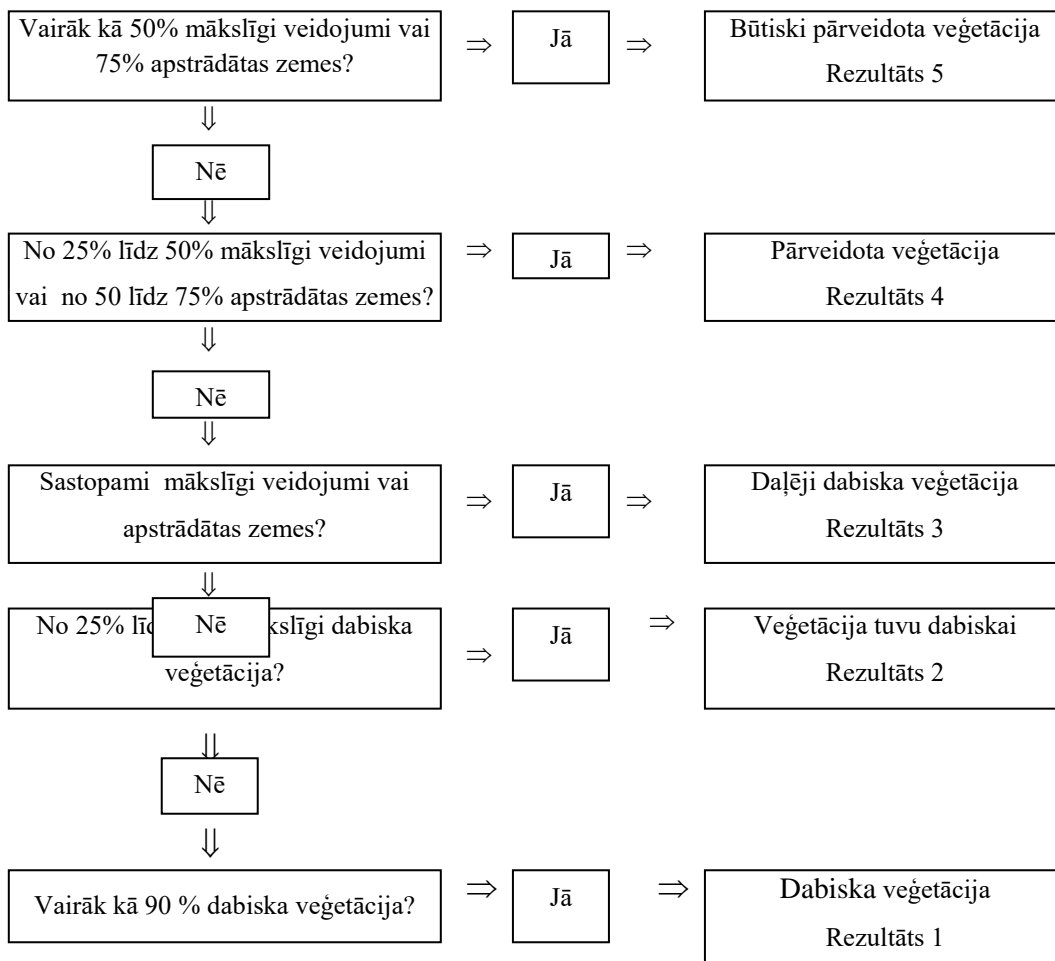 Vairāk kā 50% mākslīgi veidojumi vai
75% apstrādātas zemes?
⇒
Jā
⇒
Būtiski pārveidota veģetācija
Rezultāts 5
⇓
Nē
⇓
No 25% līdz 50% mākslīgi veidojumi
vai no 50 līdz 75% apstrādātas zemes?
⇒
Jā
⇒
Pārveidota veģetācija
Rezultāts 4
⇓
Nē
⇓
Sastopami mākslīgi veidojumi vai
apstrādātas zemes?
⇒
Jā
⇒
Daļēji dabiska veģetācija
Rezultāts 3
⇓
Nē
No 25% dabiska
veģetācija?
⇒
Jā
⇒
Veģetācija tuvu dabiskai
Rezultāts 2
⇓
Nē
⇓
Vairāk kā 90 % dabiska veģetācija?
⇒
Jā
⇒
Dabiska veģetācija
Rezultāts 1